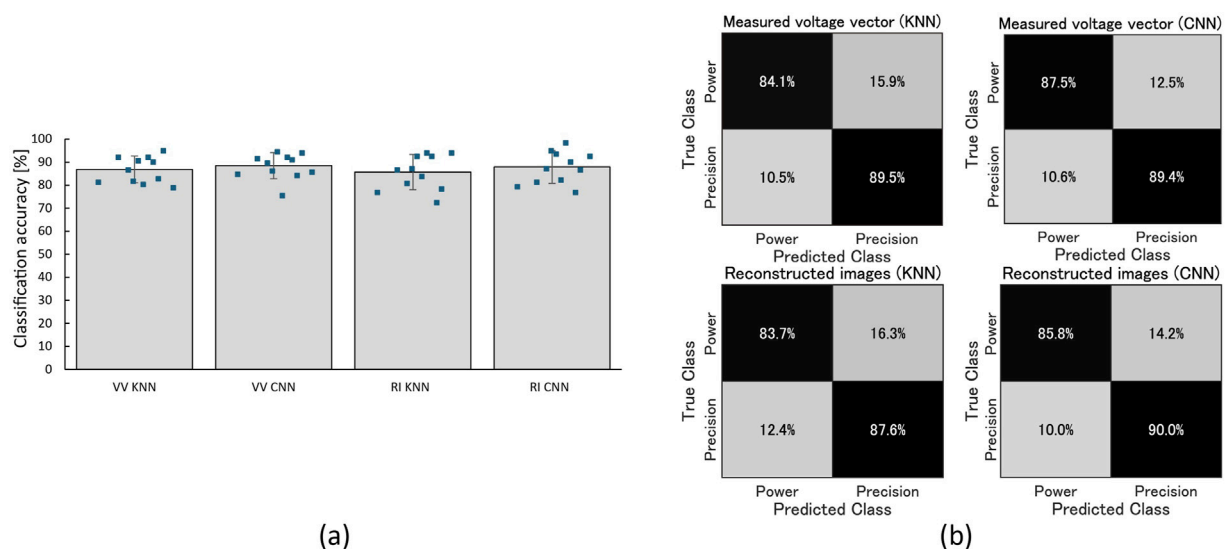 Classification accuracy [%]
100
90
80
70
60
50
40
30
20
10
0
VV KNN
VV CNN
RI KNN
RI CNN
(a)
Measured voltage vector (KNN)
True Class
Power
Precision
84.1%
15.9%
10.5%
89.5%
Power
Precision
Predicted Class
Measured voltage vector (CNN)
True Class
Power
Precision
87.5%
12.5%
10.6%
89.4%
Power
Precision
Predicted Class
Reconstructed images (KNN)
True Class
Power
Precision
83.7%
16.3%
12.4%
87.6%
Power
Precision
Predicted Class
Reconstructed images (CNN)
True Class
Power
Precision
85.8%
14.2%
10.0%
90.0%
Power
Precision
Predicted Class
(b)